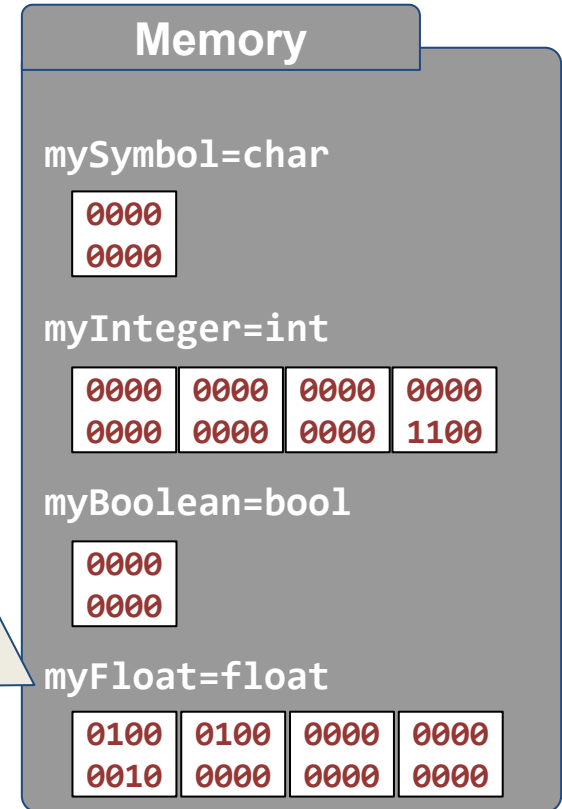 Memory
mySymbol=char
0000
0000
myInteger=int
0000 0000 0000 0000
0000 0000 0000 1100
myBoolean=bool
0000
0000
myFloat=float
0100 0100 0000 0000
0010 0000 0000 0000